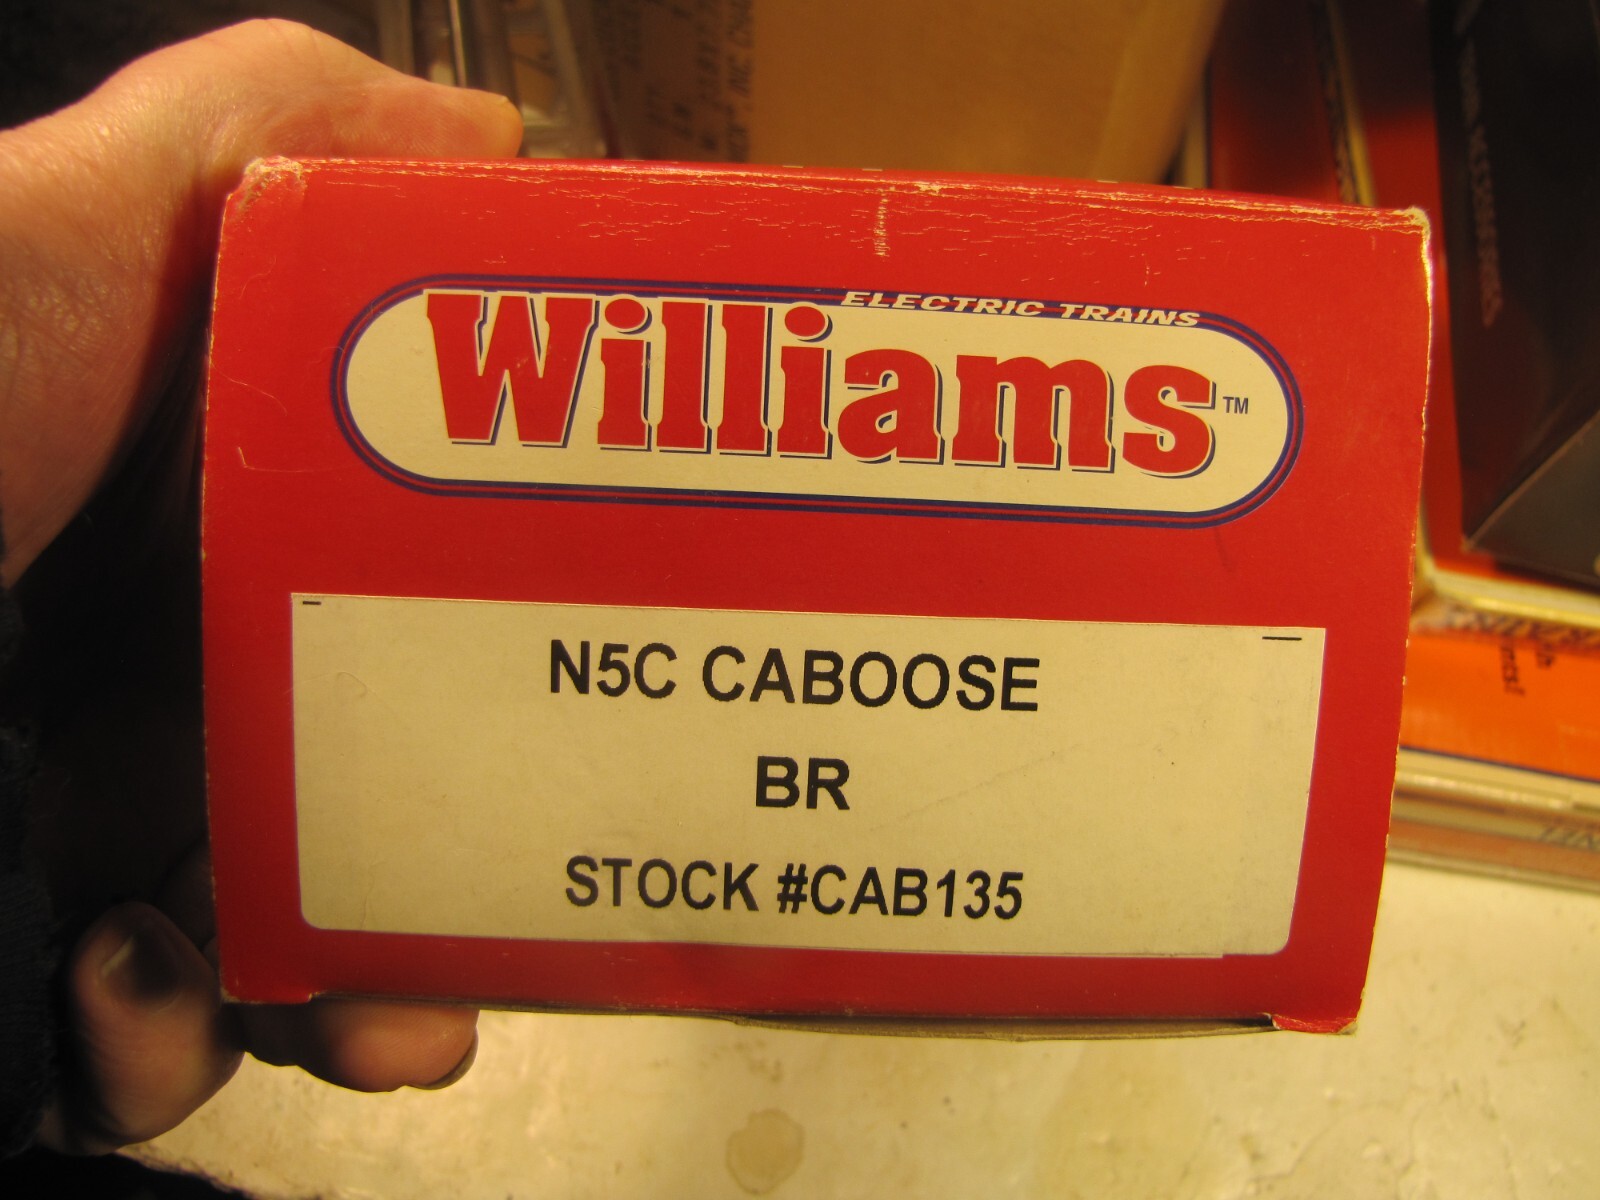 ELECTRIC TRAINS
Williams™
N5C CABOOSE
BR
STOCK #CAB135